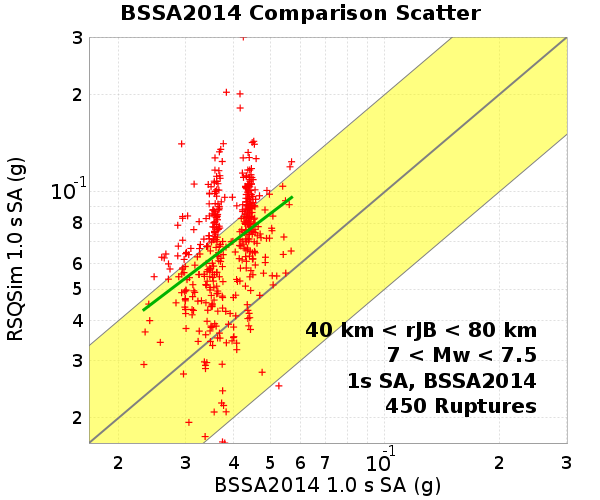 BSSA2014 Comparison Scatter
RSQSim 1.0 s SA (g)
3
2
10-1
8
6
5
4
3
2
40 km < rJB < 80 km
7 < Mw < 7.5
1s SA, BSSA2014
450 Ruptures
2 3 4 5 6 7 10-1 2 3
BSSA2014 1.0 s SA (g)